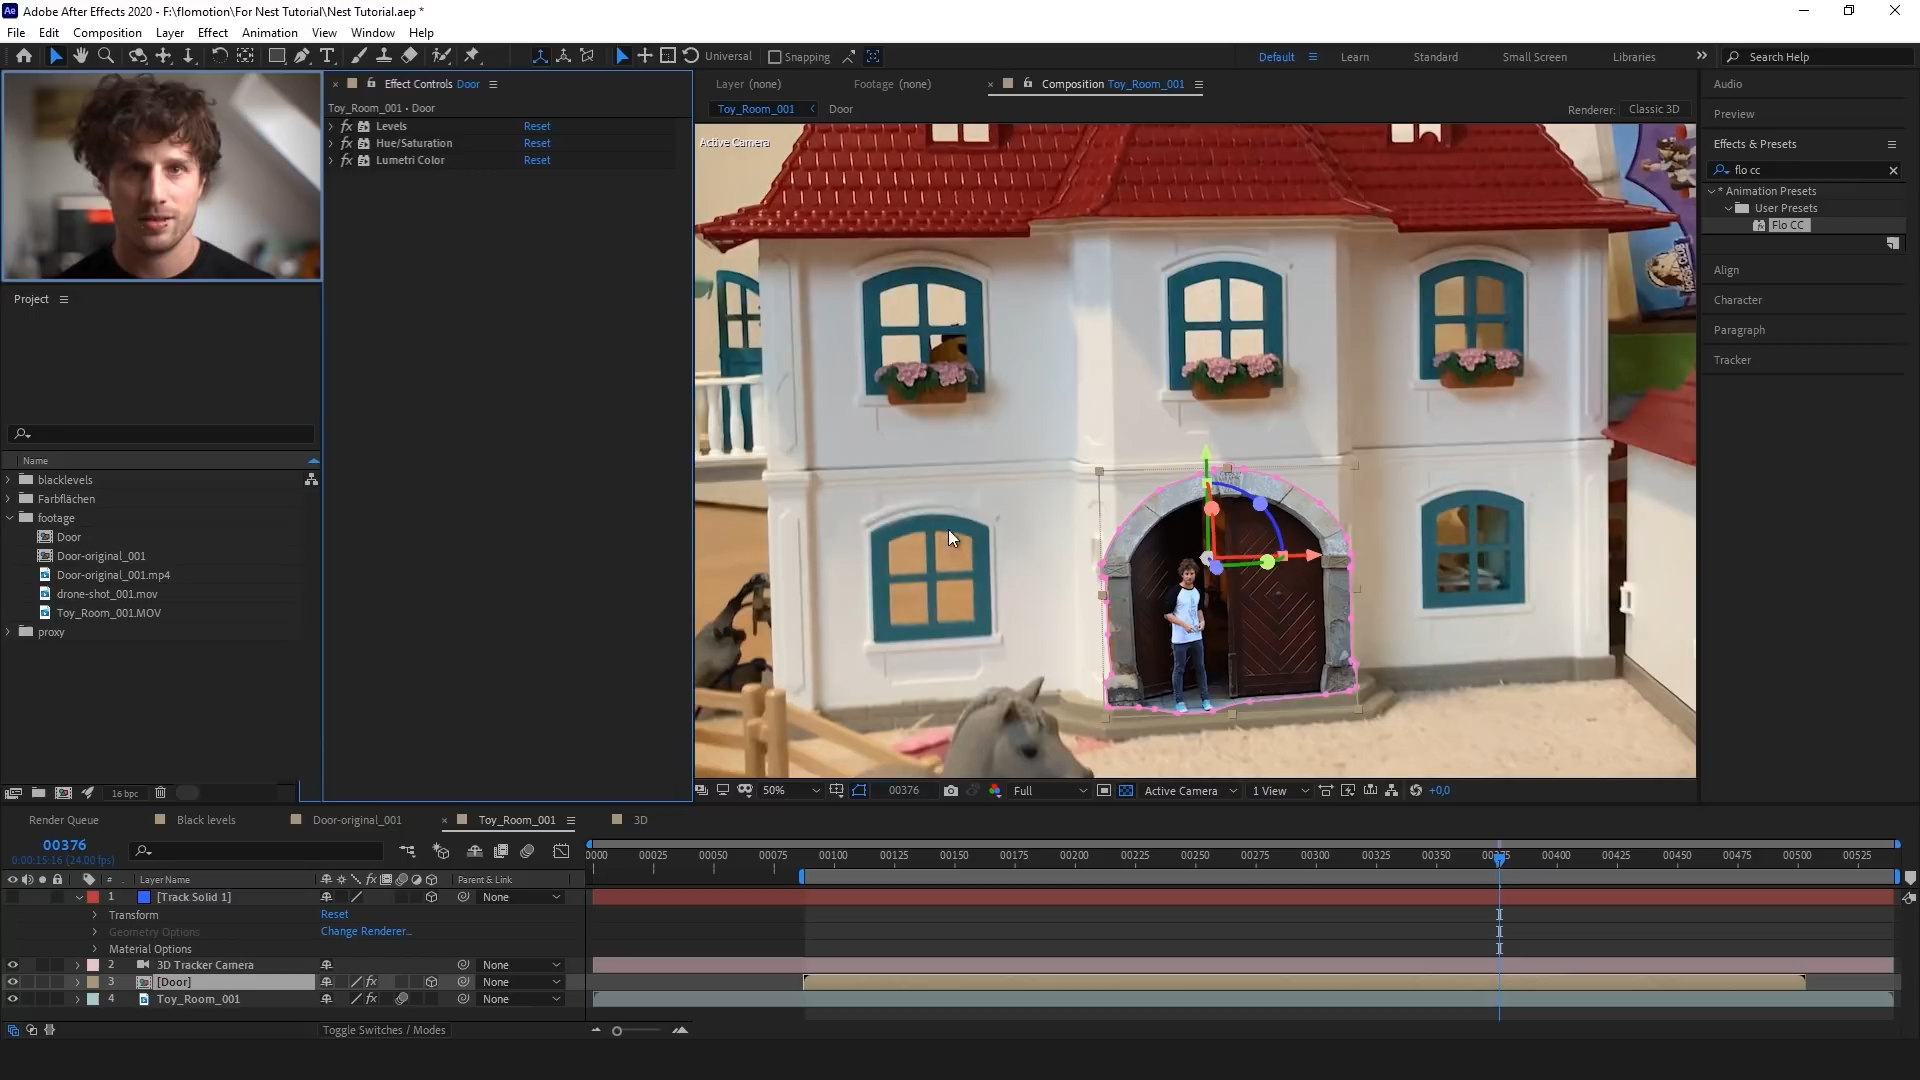 Adobe After Effects 2020 - F:\flomotion\For Nest Tutorial\Nest Tutorial.aep *
File Edit Composition Layer Effect Animation View Window Help
Universal Snapping Default Learn Standard Small Screen Libraries Search Help
Effect Controls Door
Toy_Room_001 • Door
fx Levels Reset
fx Hue/Saturation Reset
fx Lumetri Color Reset
Layer (none) Footage (none) Composition Toy_Room_001
Toy_Room_001 Door Renderer: Classic 3D
Active Camera
Audio
Preview
Effects & Presets
flo cc
* Animation Presets
User Presets
Flo CC
Align
Character
Paragraph
Tracker
Project
Name
blacklevels
Farbflächen
footage
Door
Door-original_001
Door-original_001.mp4
drone-shot_001.mov
Toy_Room_001.MOV
proxy
16 bpc
50% 00376 Full Active Camera 1 View +0,0
Render Queue Black levels Door-original_001 Toy_Room_001 3D
00376
0:00:15:16 (24.00 fps)
0000 00025 00050 00075 00100 00125 00150 00175 00200 00225 00250 00275 00300 00325 00350 00375 00400 00425 00450 00475 00500 00525
# Layer Name Parent & Link
1 [Track Solid 1] None
Transform Reset
Geometry Options Change Renderer...
Material Options
2 3D Tracker Camera None
3 [Door] fx None
4 Toy_Room_001 fx None
Toggle Switches / Modes